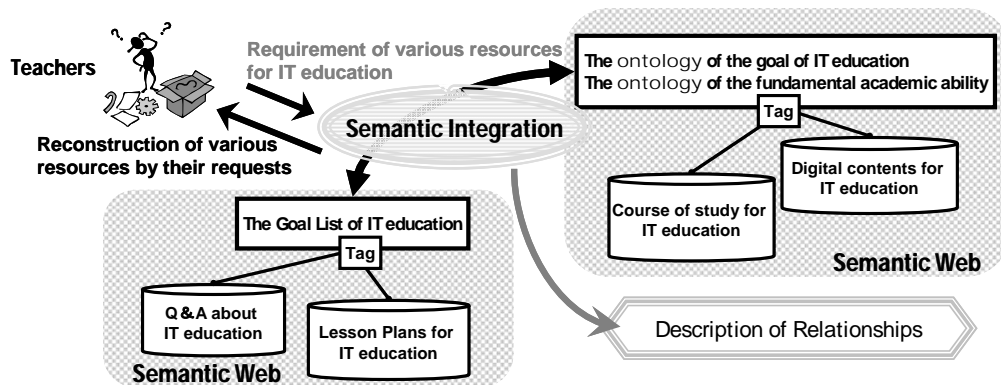 Teachers
Requirement of various resources
for IT education
Reconstruction of various
resources by their requests
Semantic Integration
The ontology of the goal of IT education
The ontology of the fundamental academic ability
Tag
Course of study for
IT education
Digital contents for
IT education
Semantic Web
The Goal List of IT education
Tag
Q & A about
IT education
Lesson Plans for
IT education
Semantic Web
Description of Relationships